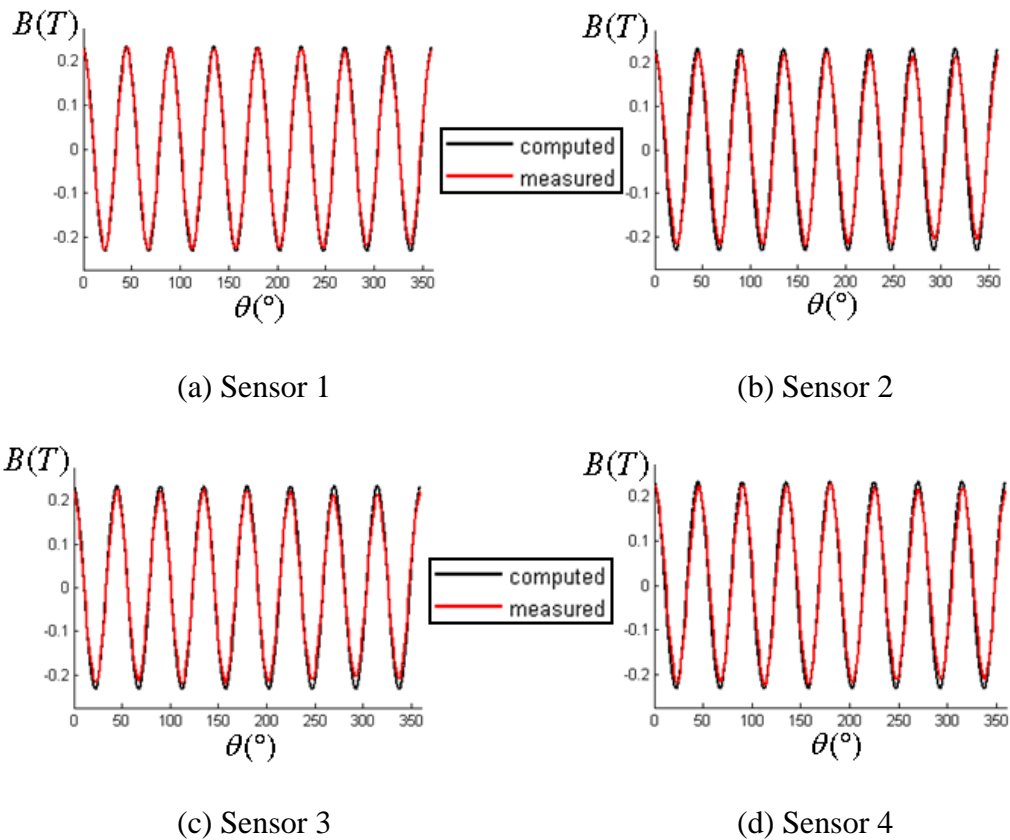 B(T)
0.2
0.1
0
-0.1
-0.2
0 50 100 150 200 250 300 350
θ(°)
computed
measured
B(T)
0.2
0.1
0
-0.1
-0.2
0 50 100 150 200 250 300 350
θ(°)
(a) Sensor 1
(b) Sensor 2
B(T)
0.2
0.1
0
-0.1
-0.2
0 50 100 150 200 250 300 350
θ(°)
computed
measured
B(T)
0.2
0.1
0
-0.1
-0.2
0 50 100 150 200 250 300 350
θ(°)
(c) Sensor 3
(d) Sensor 4